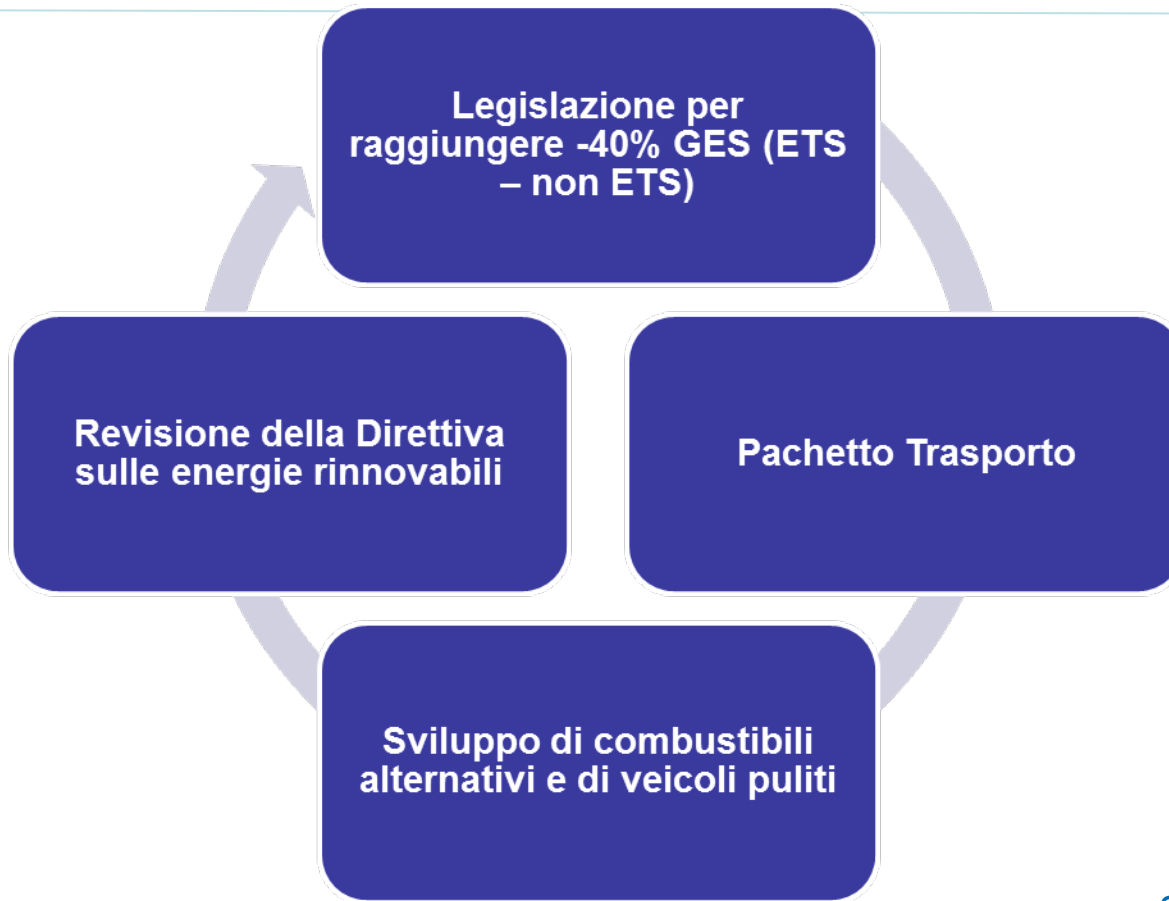 Legislazione per
raggiungere -40% GES (ETS
– non ETS)
Revisione della Direttiva
sulle energie rinnovabili
Pachetto Trasporto
Sviluppo di combustibili
alternativi e di veicoli puliti